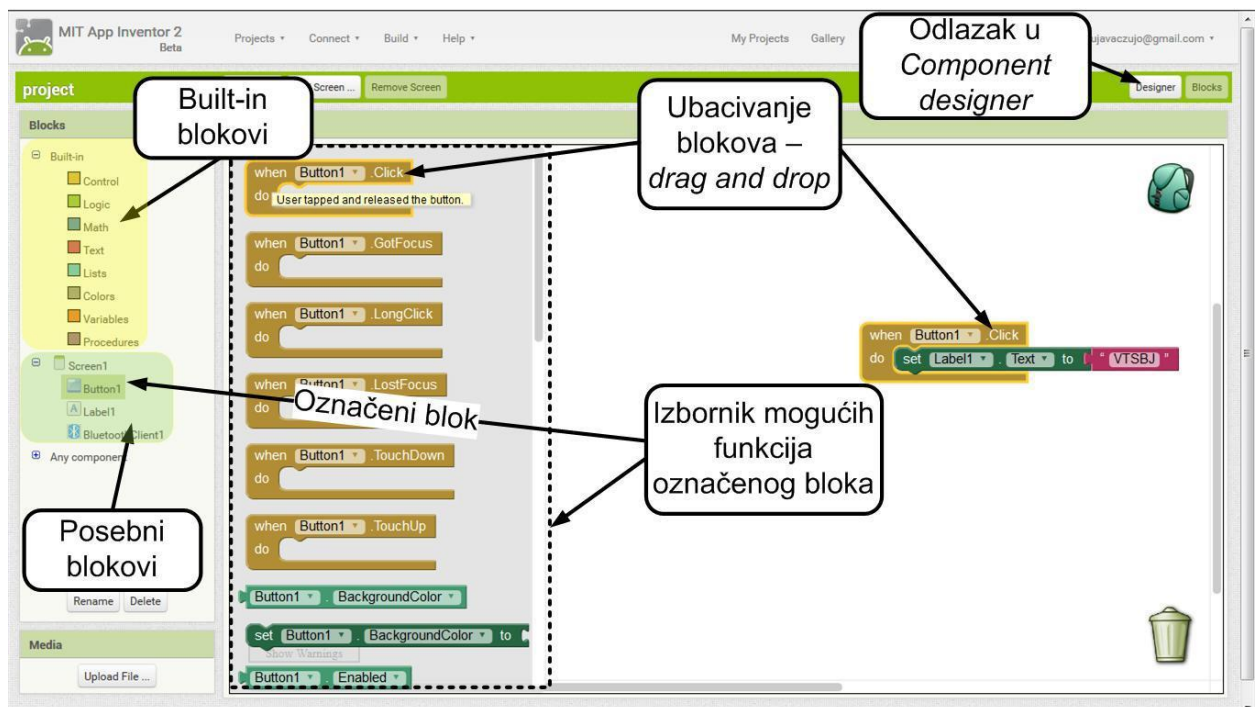 MIT App Inventor 2
Beta
Projects
Connect
Build
Help
My Projects
Gallery
ujavaczujo@gmail.com
Odlazak u
Component
designer
project
Screen ...
Remove Screen
Designer
Blocks
Built-in
blokovi
Ubacivanje
blokova –
drag and drop
Blocks
Built-in
Control
Logic
Math
Text
Lists
Colors
Variables
Procedures
Screen1
Button1
Label1
Client1
Any component
Posebni
blokovi
Rename
Delete
Media
Upload File ...
when Button1 .Click
do
User tapped and released the button.
when Button1 .GotFocus
do
when Button1 .LongClick
do
when Button1 .LostFocus
do
Označeni blok
when Button1 .TouchDown
do
when Button1 .TouchUp
do
Button1 . BackgroundColor
set Button1 . BackgroundColor to
Show Warnings
Button1 . Enabled
when Button1 .Click
do set Label1 . Text to " VTSBJ "
Izbornik mogućih
funkcija
označenog bloka